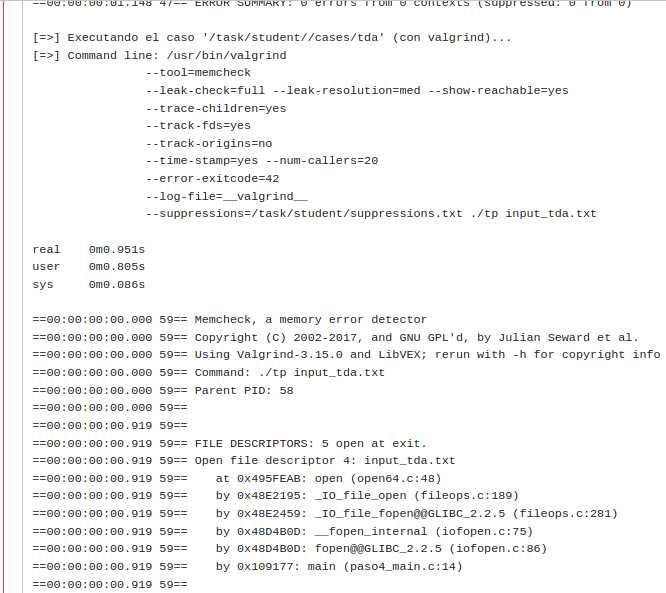 ==00:00:00:01.148 47== ERROR SUMMARY: 0 errors from 0 contexts (suppressed: 0 from 0)
[=>] Executando el caso '/task/student//cases/tda' (con valgrind)...
[=>] Command line: /usr/bin/valgrind
--tool=memcheck
--leak-check=full --leak-resolution=med --show-reachable=yes
--trace-children=yes
--track-fds=yes
--track-origins=no
--time-stamp=yes --num-callers=20
--error-exitcode=42
--log-file=__valgrind__
--suppressions=/task/student/suppressions.txt ./tp input_tda.txt
real 0m0.951s
user 0m0.805s
sys 0m0.086s
==00:00:00:00.000 59== Memcheck, a memory error detector
==00:00:00:00.000 59== Copyright (C) 2002-2017, and GNU GPL'd, by Julian Seward et al.
==00:00:00:00.000 59== Using Valgrind-3.15.0 and LibVEX; rerun with -h for copyright info
==00:00:00:00.000 59== Command: ./tp input_tda.txt
==00:00:00:00.000 59== Parent PID: 58
==00:00:00:00.000 59==
==00:00:00:00.919 59==
==00:00:00:00.919 59== FILE DESCRIPTORS: 5 open at exit.
==00:00:00:00.919 59== Open file descriptor 4: input_tda.txt
==00:00:00:00.919 59==    at 0x495FEAB: open (open64.c:48)
==00:00:00:00.919 59==    by 0x48E2195: _IO_file_open (fileops.c:189)
==00:00:00:00.919 59==    by 0x48E2459: _IO_file_fopen@@GLIBC_2.2.5 (fileops.c:281)
==00:00:00:00.919 59==    by 0x48D4B0D: __fopen_internal (iofopen.c:75)
==00:00:00:00.919 59==    by 0x48D4B0D: fopen@@GLIBC_2.2.5 (iofopen.c:86)
==00:00:00:00.919 59==    by 0x109177: main (paso4_main.c:14)
==00:00:00:00.919 59==